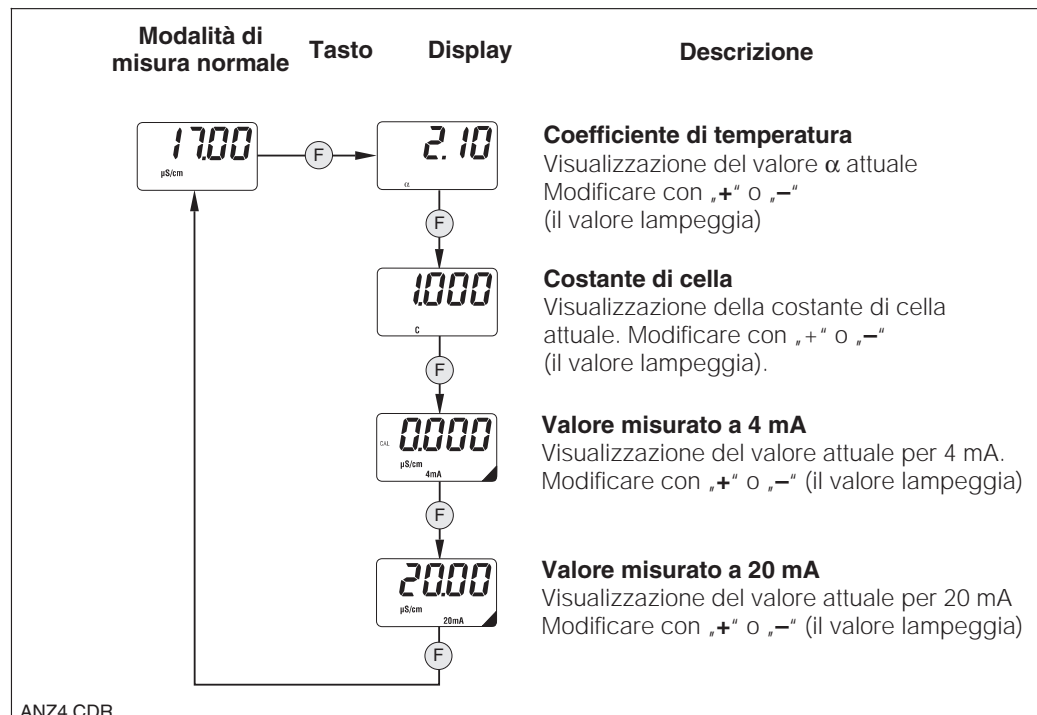 Modalità di
misura normale Tasto Display Descrizione
17.00
µS/cm
F
2.10
α
Coefficiente di temperatura
Visualizzazione del valore α attuale
Modificare con „+“ o „–“
(il valore lampeggia)
F
1.000
C
Costante di cella
Visualizzazione della costante di cella
attuale. Modificare con „+“ o „–“
(il valore lampeggia).
F
CAL 0.000
µS/cm
4mA
Valore misurato a 4 mA
Visualizzazione del valore attuale per 4 mA.
Modificare con „+“ o „–“ (il valore lampeggia)
F
20.00
µS/cm
20mA
Valore misurato a 20 mA
Visualizzazione del valore attuale per 20 mA
Modificare con „+“ o „–“ (il valore lampeggia)
F
ANZ4.CDR